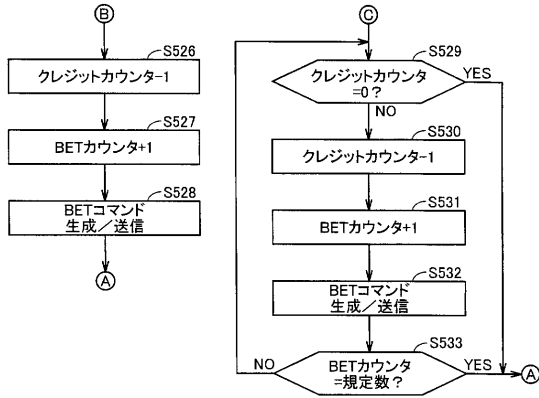 B
S526
クレジットカウンタ-1
S527
BETカウンタ+1
S528
BETコマンド
生成／送信
A
C
S529
クレジットカウンタ
=0？
YES
NO
S530
クレジットカウンタ-1
S531
BETカウンタ+1
S532
BETコマンド
生成／送信
S533
NO
BETカウンタ
=規定数？
YES
A